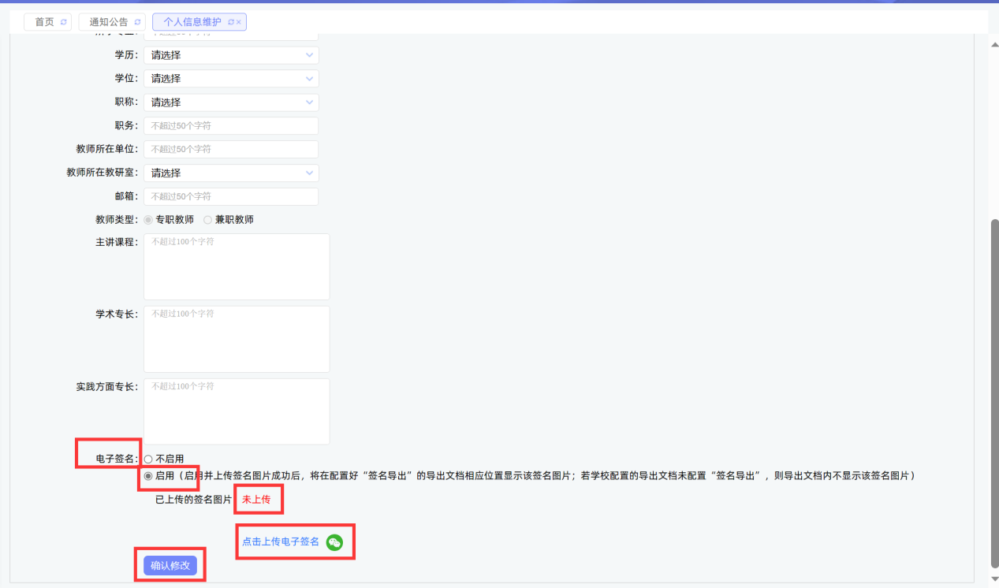 首页 通知公告 个人信息维护
学历： 请选择
学位： 请选择
职称： 请选择
职务： 不超过50个字符
教师所在单位： 不超过50个字符
教师所在教研室： 请选择
邮箱： 不超过50个字符
教师类型： 专职教师 兼职教师
主讲课程： 不超过100个字符
学术专长： 不超过100个字符
实践方面专长： 不超过100个字符
电子签名： 不启用
启用（启用并上传签名图片成功后，将在配置好“签名导出”的导出文档相应位置显示该签名图片；若学校配置的导出文档未配置“签名导出”，则导出文档内不显示该签名图片）
已上传的签名图片 未上传
点击上传电子签名
确认修改